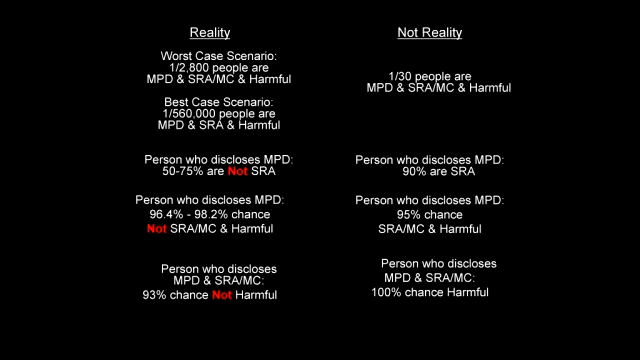 Reality
Worst Case Scenario:
1/2,800 people are
MPD & SRA/MC & Harmful
Best Case Scenario:
1/560,000 people are
MPD & SRA & Harmful
Person who discloses MPD:
50-75% are Not SRA
Person who discloses MPD:
96.4% - 98.2% chance
Not SRA/MC & Harmful
Person who discloses
MPD & SRA/MC:
93% chance Not Harmful
Not Reality
1/30 people are
MPD & SRA/MC & Harmful
Person who discloses MPD:
90% are SRA
Person who discloses MPD:
95% chance
SRA/MC & Harmful
Person who discloses
MPD & SRA/MC:
100% chance Harmful